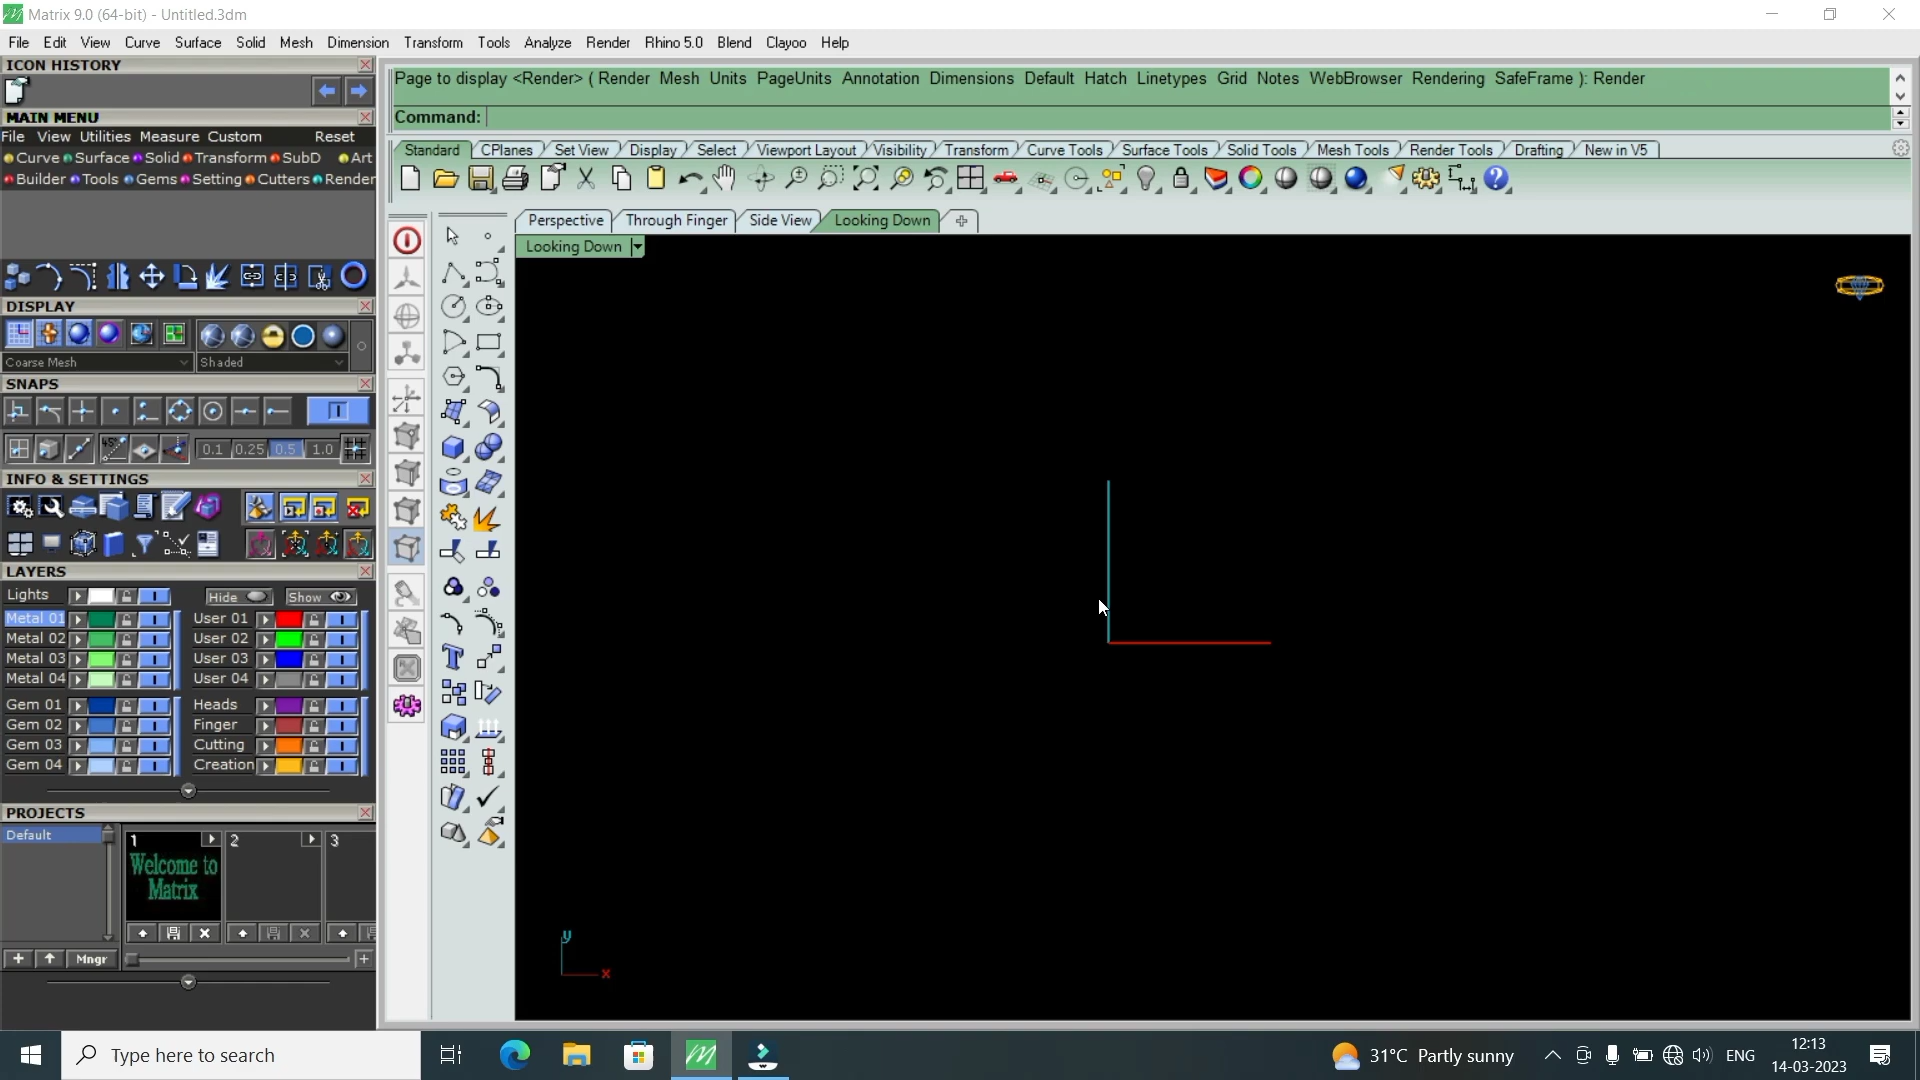 Matrix 9.0 (64-bit) - Untitled.3dm
File Edit View Curve Surface Solid Mesh Dimension Transform Tools Analyze Render Rhino 5.0 Blend Clayoo Help
ICON HISTORY
MAIN MENU
File View Utilities Measure Custom Reset
Curve Surface Solid Transform SubD Art
Builder Tools Gems Setting Cutters Render
DISPLAY
Coarse Mesh Shaded
SNAPS
45°
0.1 0.25 0.5 1.0
INFO & SETTINGS
LAYERS
Lights Hide Show
Metal 01 User 01
Metal 02 User 02
Metal 03 User 03
Metal 04 User 04
Gem 01 Heads
Gem 02 Finger
Gem 03 Cutting
Gem 04 Creation
PROJECTS
Default
1 2 3
Welcome to
Matrix
Mngr
Page to display <Render> ( Render Mesh Units PageUnits Annotation Dimensions Default Hatch Linetypes Grid Notes WebBrowser Rendering SafeFrame ): Render
Command:
Standard CPlanes Set View Display Select Viewport Layout Visibility Transform Curve Tools Surface Tools Solid Tools Mesh Tools Render Tools Drafting New in V5
Perspective Through Finger Side View Looking Down
Looking Down
y
x
Type here to search
31°C Partly sunny
ENG
12:13
14-03-2023